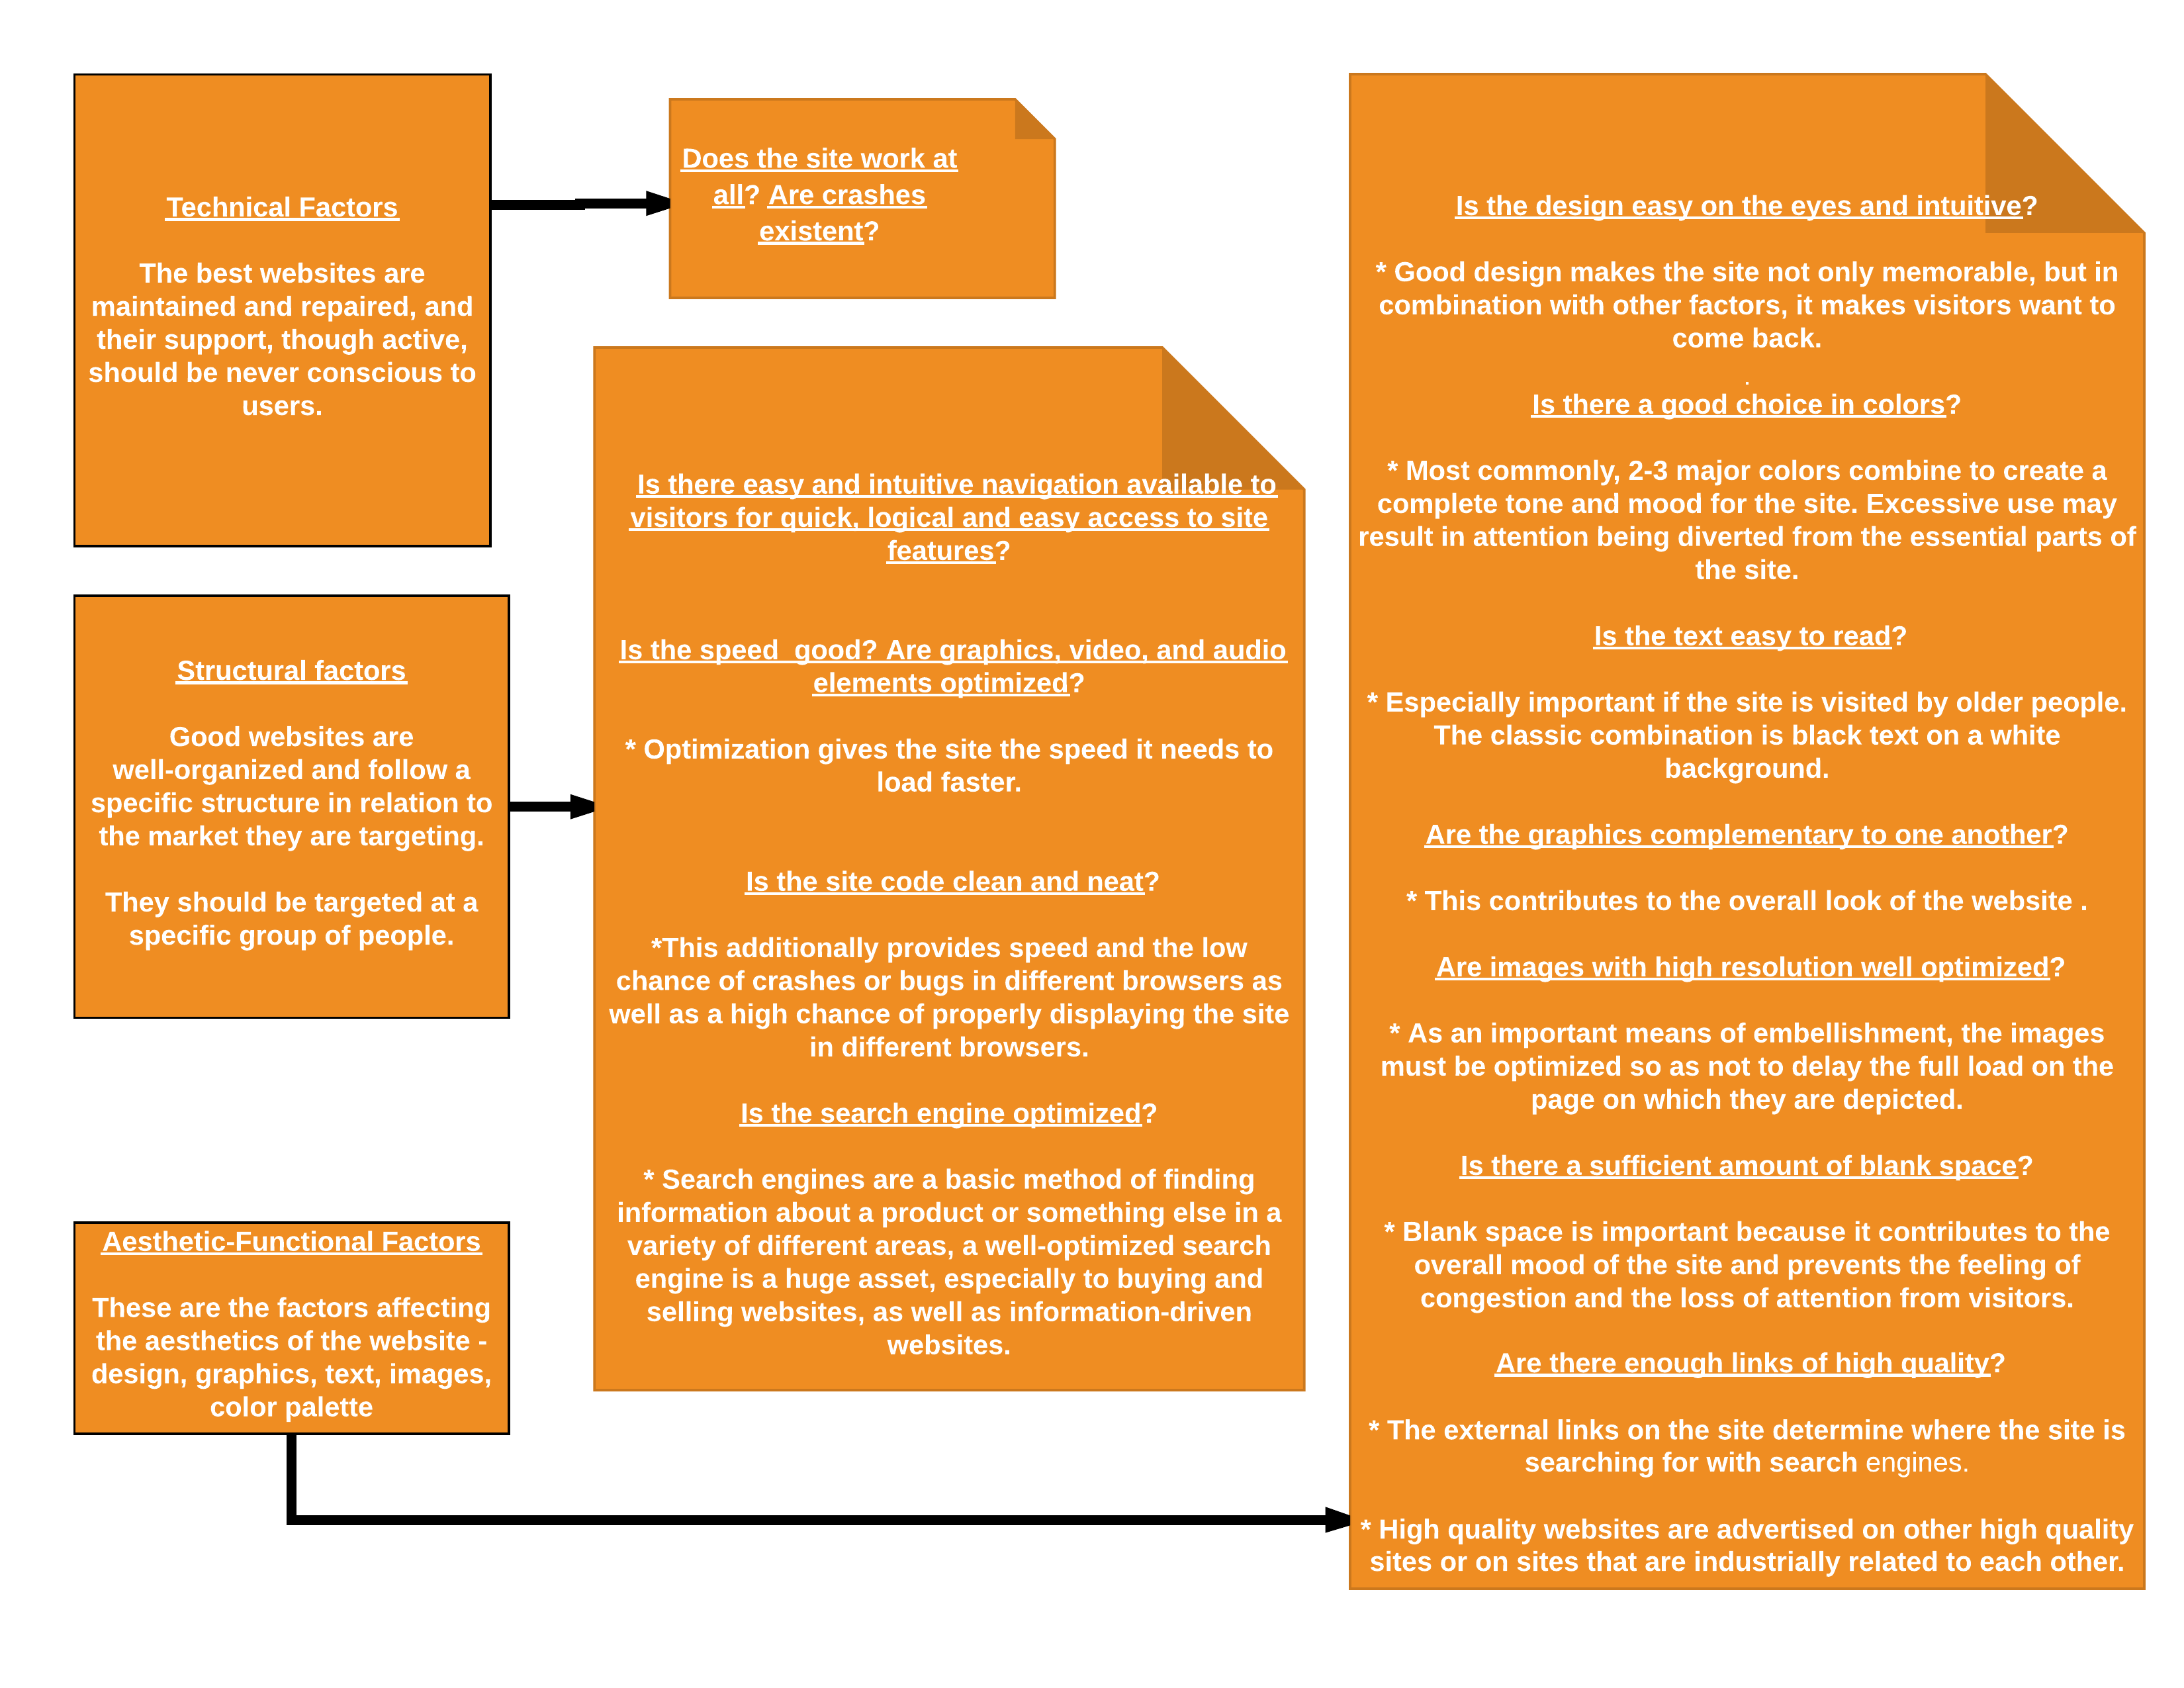 Technical Factors
The best websites are
maintained and repaired, and
their support, though active,
should be never conscious to
users.
Does the site work at
all? Are crashes
existent?
Structural factors
Good websites are
well-organized and follow a
specific structure in relation to
the market they are targeting.
They should be targeted at a
specific group of people.
Is there easy and intuitive navigation available to
visitors for quick, logical and easy access to site
features?
Is the speed  good? Are graphics, video, and audio
elements optimized?
* Optimization gives the site the speed it needs to
load faster.
Is the site code clean and neat?
*This additionally provides speed and the low
chance of crashes or bugs in different browsers as
well as a high chance of properly displaying the site
in different browsers.
Is the search engine optimized?
* Search engines are a basic method of finding
information about a product or something else in a
variety of different areas, a well-optimized search
engine is a huge asset, especially to buying and
selling websites, as well as information-driven
websites.
Aesthetic-Functional Factors
These are the factors affecting
the aesthetics of the website -
design, graphics, text, images,
color palette
Is the design easy on the eyes and intuitive?
* Good design makes the site not only memorable, but in
combination with other factors, it makes visitors want to
come back.
.
Is there a good choice in colors?
* Most commonly, 2-3 major colors combine to create a
complete tone and mood for the site. Excessive use may
result in attention being diverted from the essential parts of
the site.
Is the text easy to read?
* Especially important if the site is visited by older people.
The classic combination is black text on a white
background.
Are the graphics complementary to one another?
* This contributes to the overall look of the website .
Are images with high resolution well optimized?
* As an important means of embellishment, the images
must be optimized so as not to delay the full load on the
page on which they are depicted.
Is there a sufficient amount of blank space?
* Blank space is important because it contributes to the
overall mood of the site and prevents the feeling of
congestion and the loss of attention from visitors.
Are there enough links of high quality?
* The external links on the site determine where the site is
searching for with search engines.
* High quality websites are advertised on other high quality
sites or on sites that are industrially related to each other.